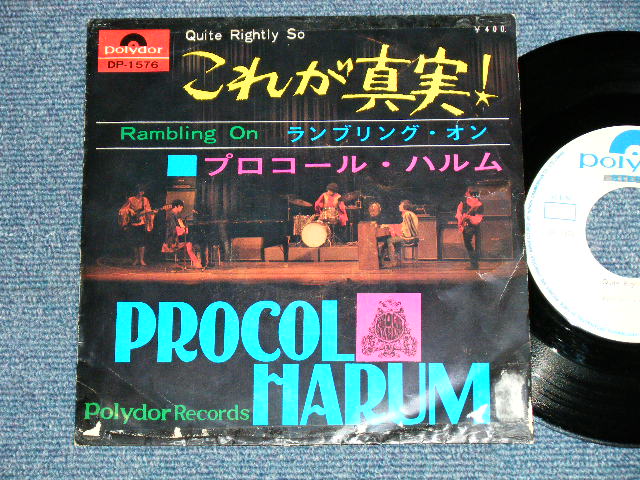 polydor
DP-1576
Quite Rightly So
¥400.
これが真実!
Rambling On ランブリング・オン
プロコール・ハルム
PROCOL
HARUM
Polydor Records
Polydor